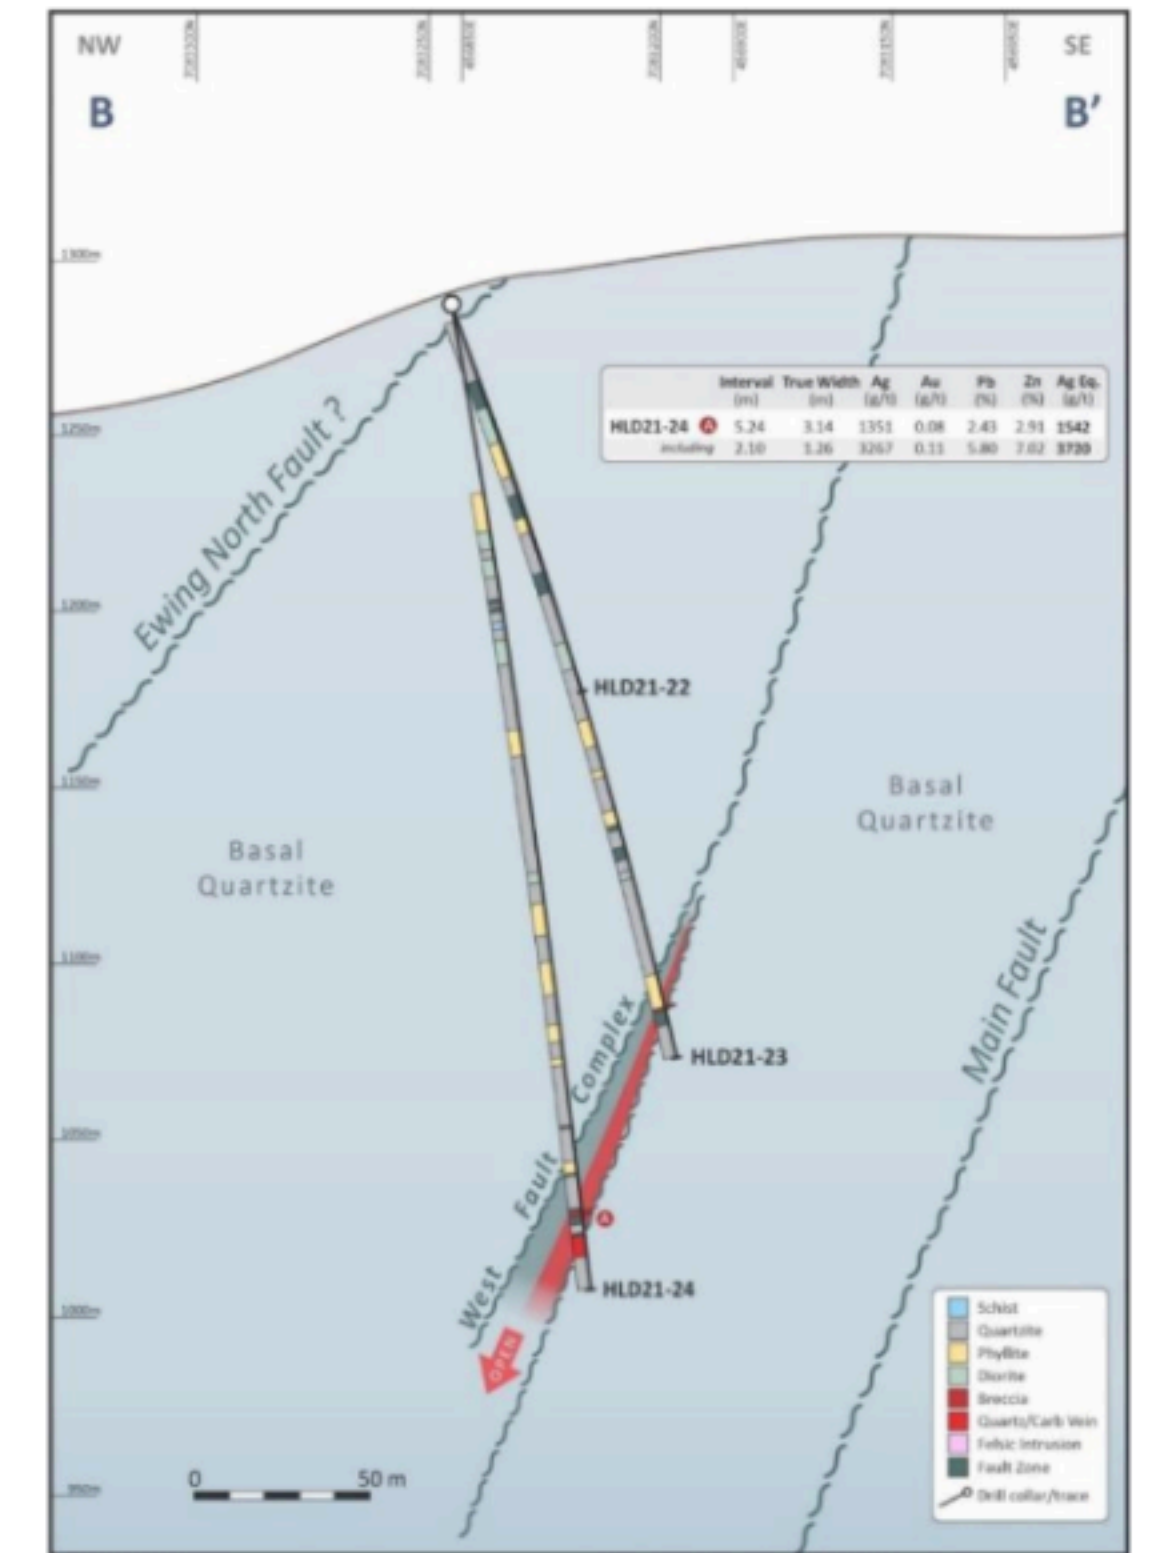 NW
SE
B
B’
1300m
1250m
1200m
1150m
1100m
1050m
1000m
950m
Interval True Width Ag Au Pb Zn Ag Eq.
(m) (m) (g/t) (g/t) (%) (%) (g/t)
HLD21-24 A 5.24 3.14 1351 0.08 2.43 2.91 1542
including 2.10 1.26 3267 0.11 5.80 7.02 3720
Ewing North Fault ?
HLD21-22
Basal
Quartzite
Basal
Quartzite
Main Fault
HLD21-23
West Fault Complex
A
HLD21-24
OPEN
0 50 m
Schist
Quartzite
Phyllite
Diorite
Breccia
Quartz/Carb Vein
Felsic Intrusion
Fault Zone
Drill collar/trace